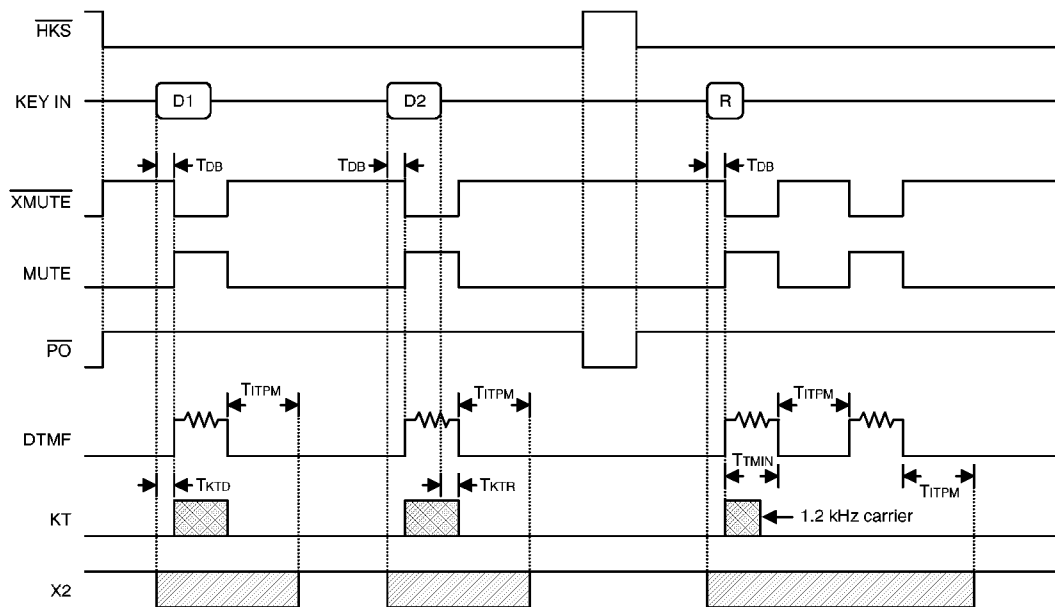 HKS
KEY IN
D1
D2
R
TDB
TDB
TDB
XMUTE
MUTE
PO
TITPM
TITPM
TITPM
DTMF
TKTD
TKTR
TTMIN
TITPM
KT
1.2 kHz carrier
X2